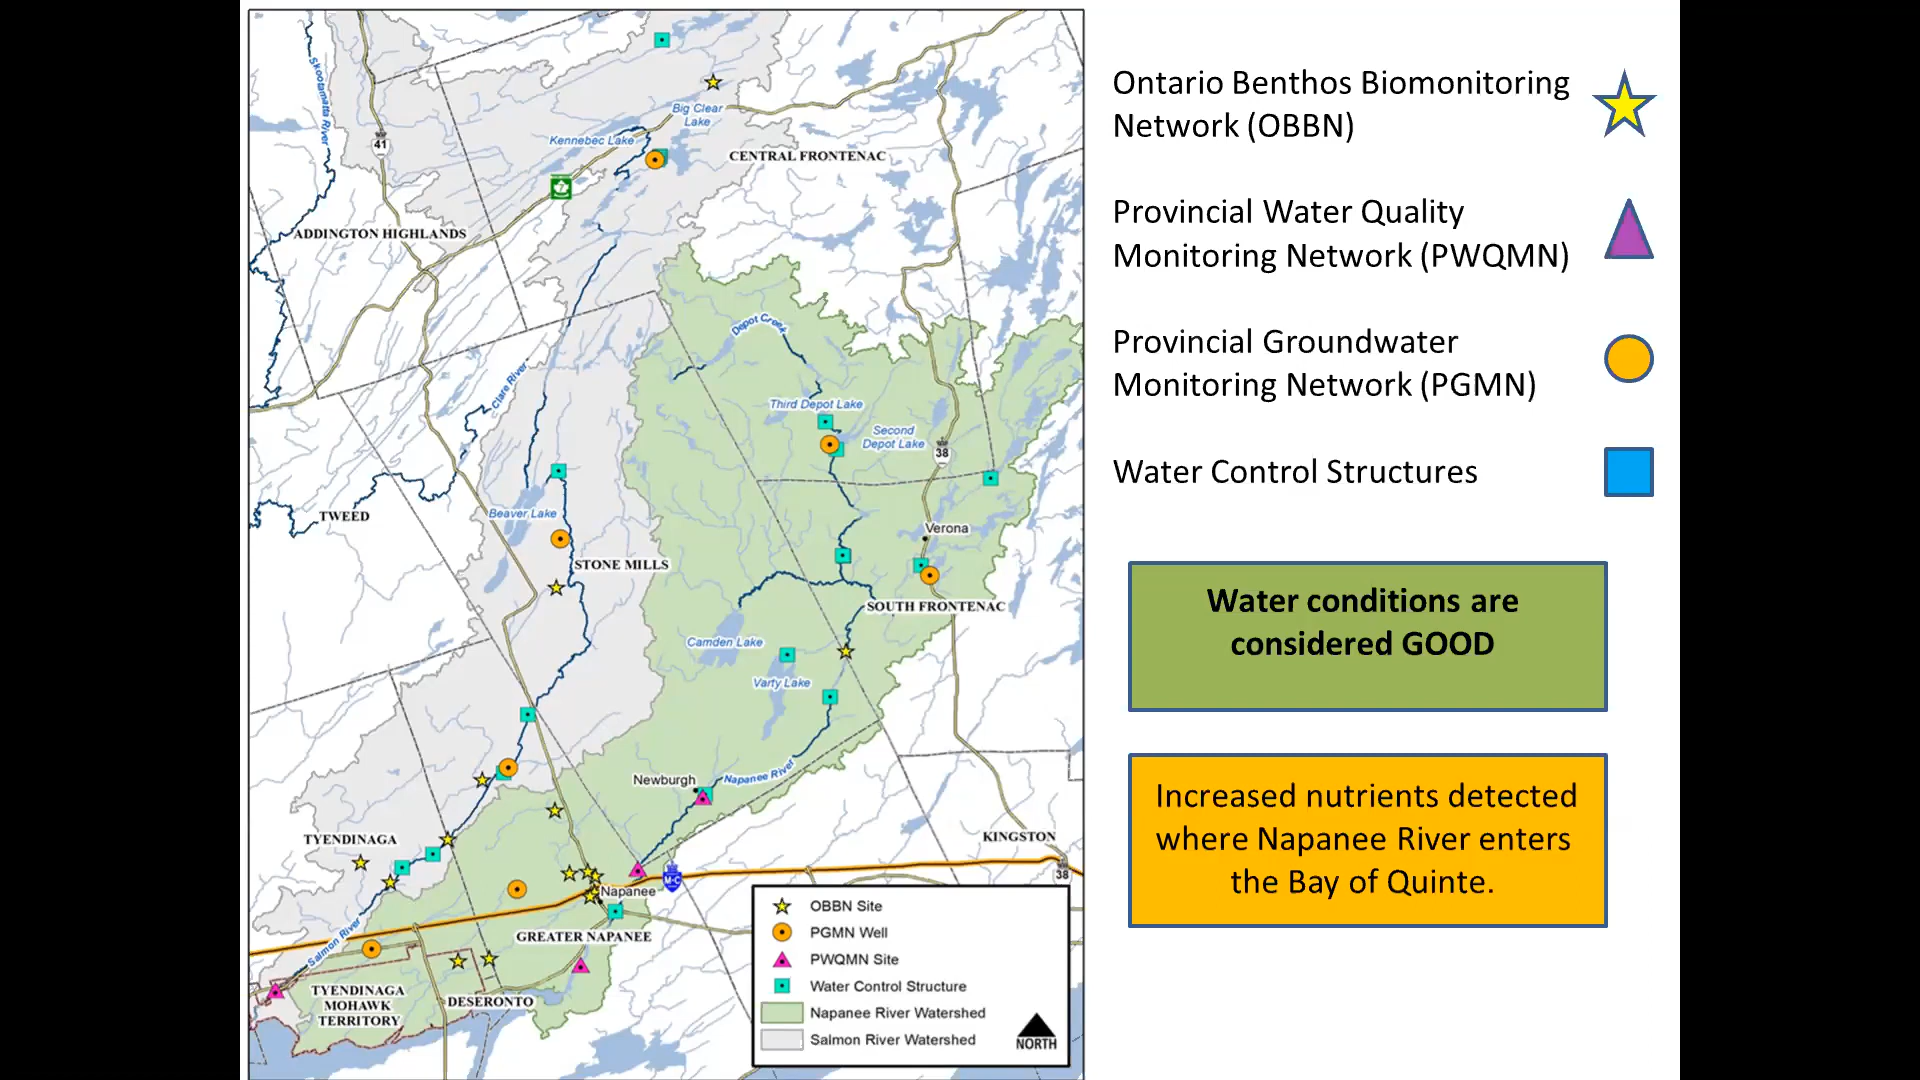 Skootamatta River
41
Big Clear
Lake
Kennebec Lake
CENTRAL FRONTENAC
7
ADDINGTON HIGHLANDS
Depot Creek
Clare River
Third Depot Lake
Second
Depot Lake
38
Beaver Lake
TWEED
Verona
STONE MILLS
SOUTH FRONTENAC
Camden Lake
Varty Lake
Newburgh
Napanee River
TYENDINAGA
KINGSTON
38
M-C
Napanee
Salmon River
GREATER NAPANEE
TYENDINAGA
MOHAWK
TERRITORY
DESERONTO
OBBN Site
PGMN Well
PWQMN Site
Water Control Structure
Napanee River Watershed
Salmon River Watershed
NORTH
Ontario Benthos Biomonitoring
Network (OBBN)
Provincial Water Quality
Monitoring Network (PWQMN)
Provincial Groundwater
Monitoring Network (PGMN)
Water Control Structures
Water conditions are
considered GOOD
Increased nutrients detected
where Napanee River enters
the Bay of Quinte.